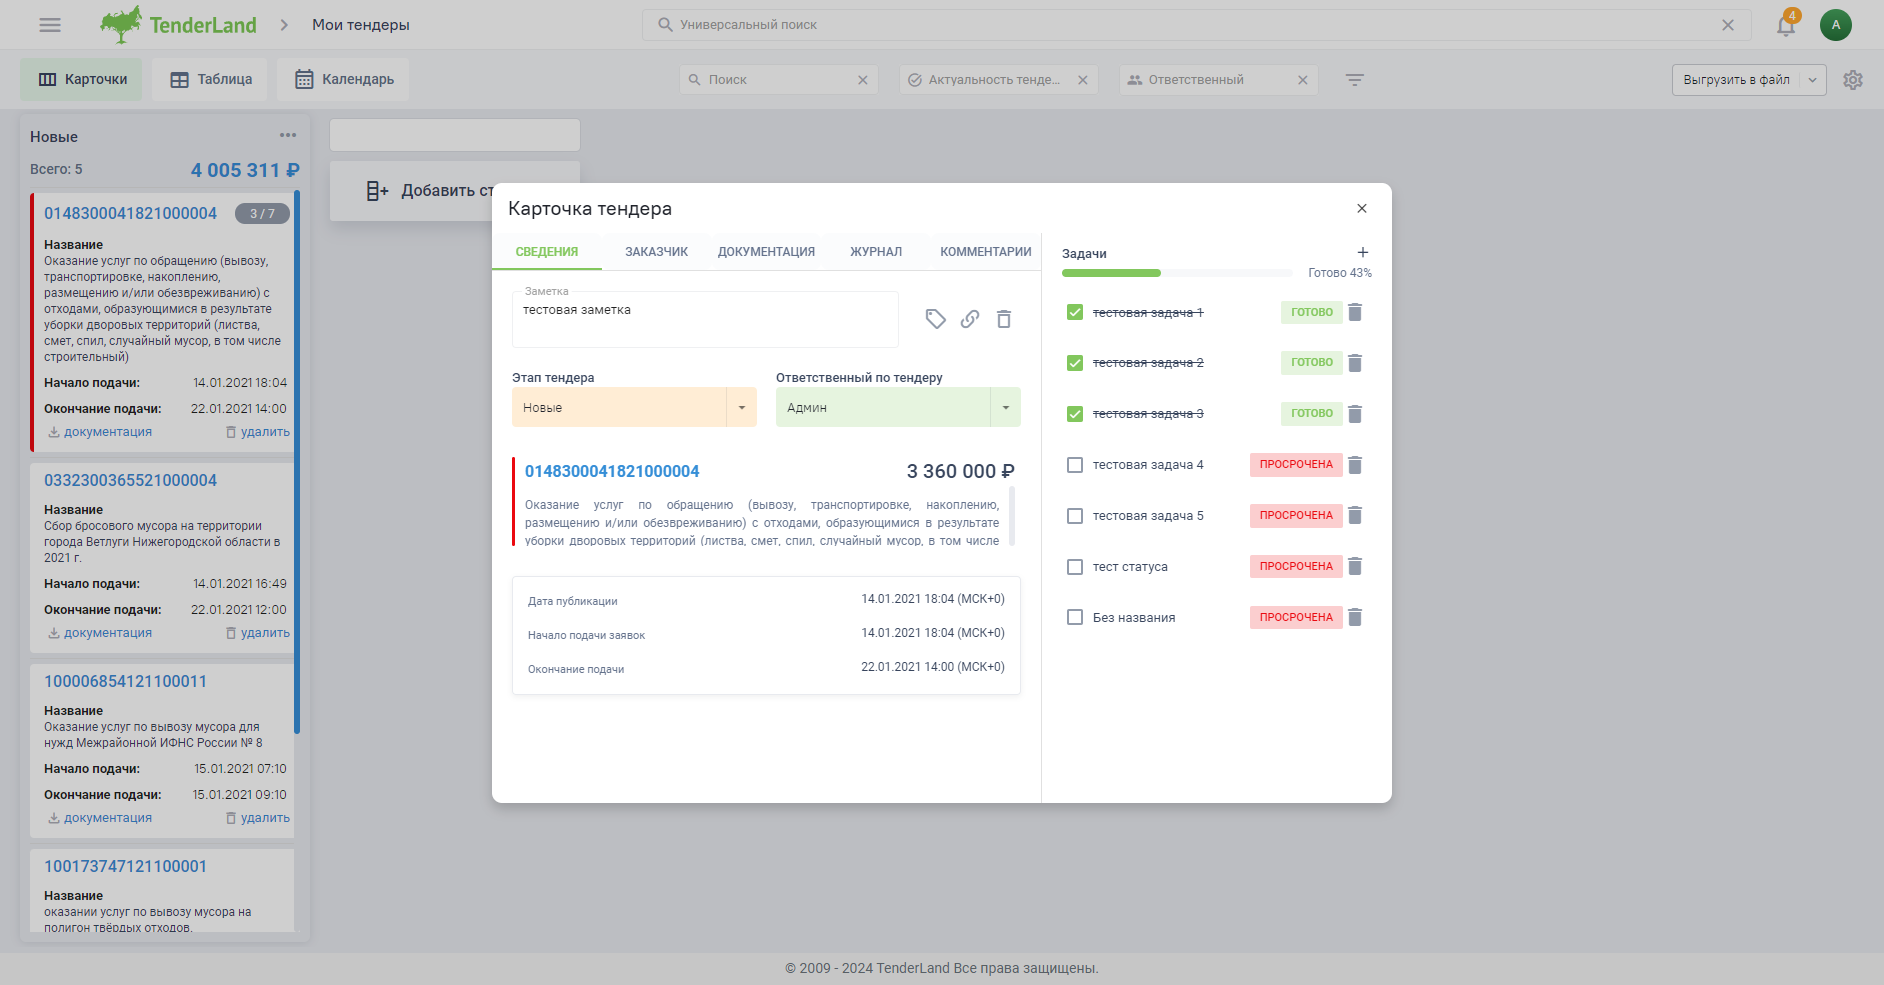 TenderLand
Мои тендеры
Универсальный поиск
4
А
Карточки
Таблица
Календарь
Поиск
Актуальность тенде...
Ответственный
Выгрузить в файл
Новые
Всего: 5
4 005 311 ₽
0148300041821000004
3 / 7
Название
Оказание услуг по обращению (вывозу,
транспортировке, накоплению,
размещению и/или обезвреживанию) с
отходами, образующимися в результате
уборки дворовых территорий (листва,
смет, спил, случайный мусор, в том числе
строительный)
Начало подачи:
14.01.2021 18:04
Окончание подачи:
22.01.2021 14:00
документация
удалить
0332300365521000004
Название
Сбор бросового мусора на территории
города Ветлуги Нижегородской области в
2021 г.
Начало подачи:
14.01.2021 16:49
Окончание подачи:
22.01.2021 12:00
документация
удалить
100006854121100011
Название
Оказание услуг по вывозу мусора для
нужд Межрайонной ИФНС России № 8
Начало подачи:
15.01.2021 07:10
Окончание подачи:
15.01.2021 09:10
документация
удалить
100173747121100001
Название
оказании услуг по вывозу мусора на
полигон твёрдых отходов.
Добавить ст
Карточка тендера
СВЕДЕНИЯ
ЗАКАЗЧИК
ДОКУМЕНТАЦИЯ
ЖУРНАЛ
КОММЕНТАРИИ
Заметка
тестовая заметка
Этап тендера
Ответственный по тендеру
Новые
Админ
0148300041821000004
3 360 000 ₽
Оказание услуг по обращению (вывозу, транспортировке, накоплению,
размещению и/или обезвреживанию) с отходами, образующимися в результате
уборки дворовых территорий (листва, смет, спил, случайный мусор, в том числе
Дата публикации
14.01.2021 18:04 (МСК+0)
Начало подачи заявок
14.01.2021 18:04 (МСК+0)
Окончание подачи
22.01.2021 14:00 (МСК+0)
Задачи
Готово 43%
тестовая задача 1
ГОТОВО
тестовая задача 2
ГОТОВО
тестовая задача 3
ГОТОВО
тестовая задача 4
ПРОСРОЧЕНА
тестовая задача 5
ПРОСРОЧЕНА
тест статуса
ПРОСРОЧЕНА
Без названия
ПРОСРОЧЕНА
© 2009 - 2024 TenderLand Все права защищены.